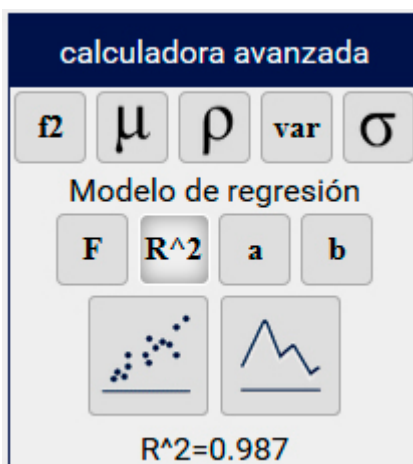 calculadora avanzada
f2 μ ρ var σ
Modelo de regresión
F R^2 a b
R^2=0.987